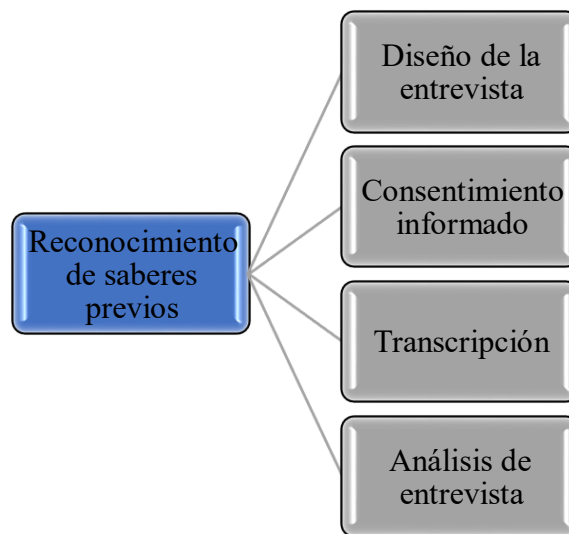 Reconocimiento
de saberes
previos
Diseño de la
entrevista
Consentimiento
informado
Transcripción
Análisis de
entrevista